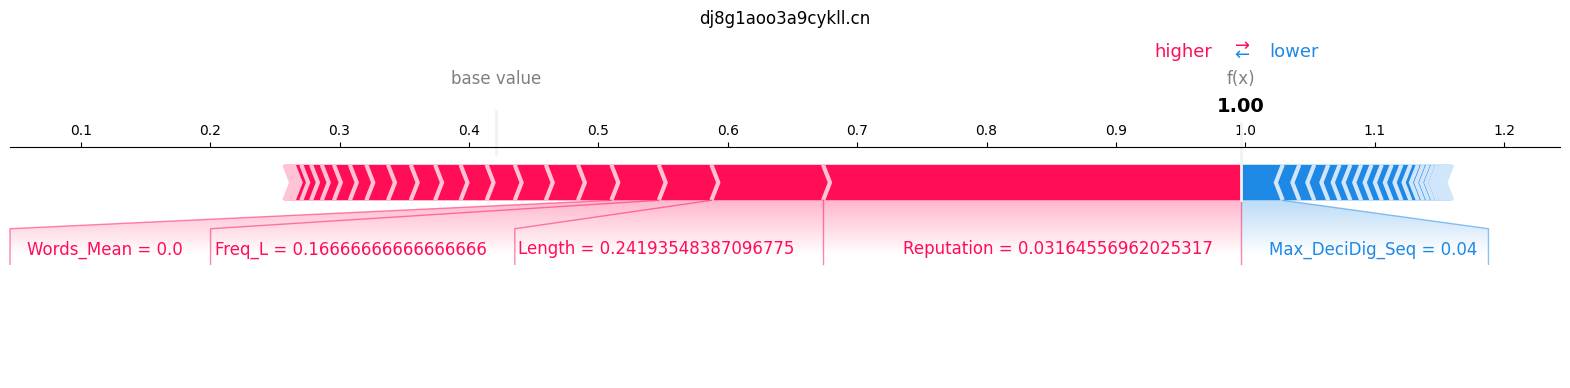 dj8g1aoo3a9cykll.cn
higher ⇄ lower
base value f(x)
1.00
0.1 0.2 0.3 0.4 0.5 0.6 0.7 0.8 0.9 1.0 1.1 1.2
Words_Mean = 0.0 Freq_L = 0.16666666666666666 Length = 0.24193548387096775 Reputation = 0.03164556962025317 Max_DeciDig_Seq = 0.04